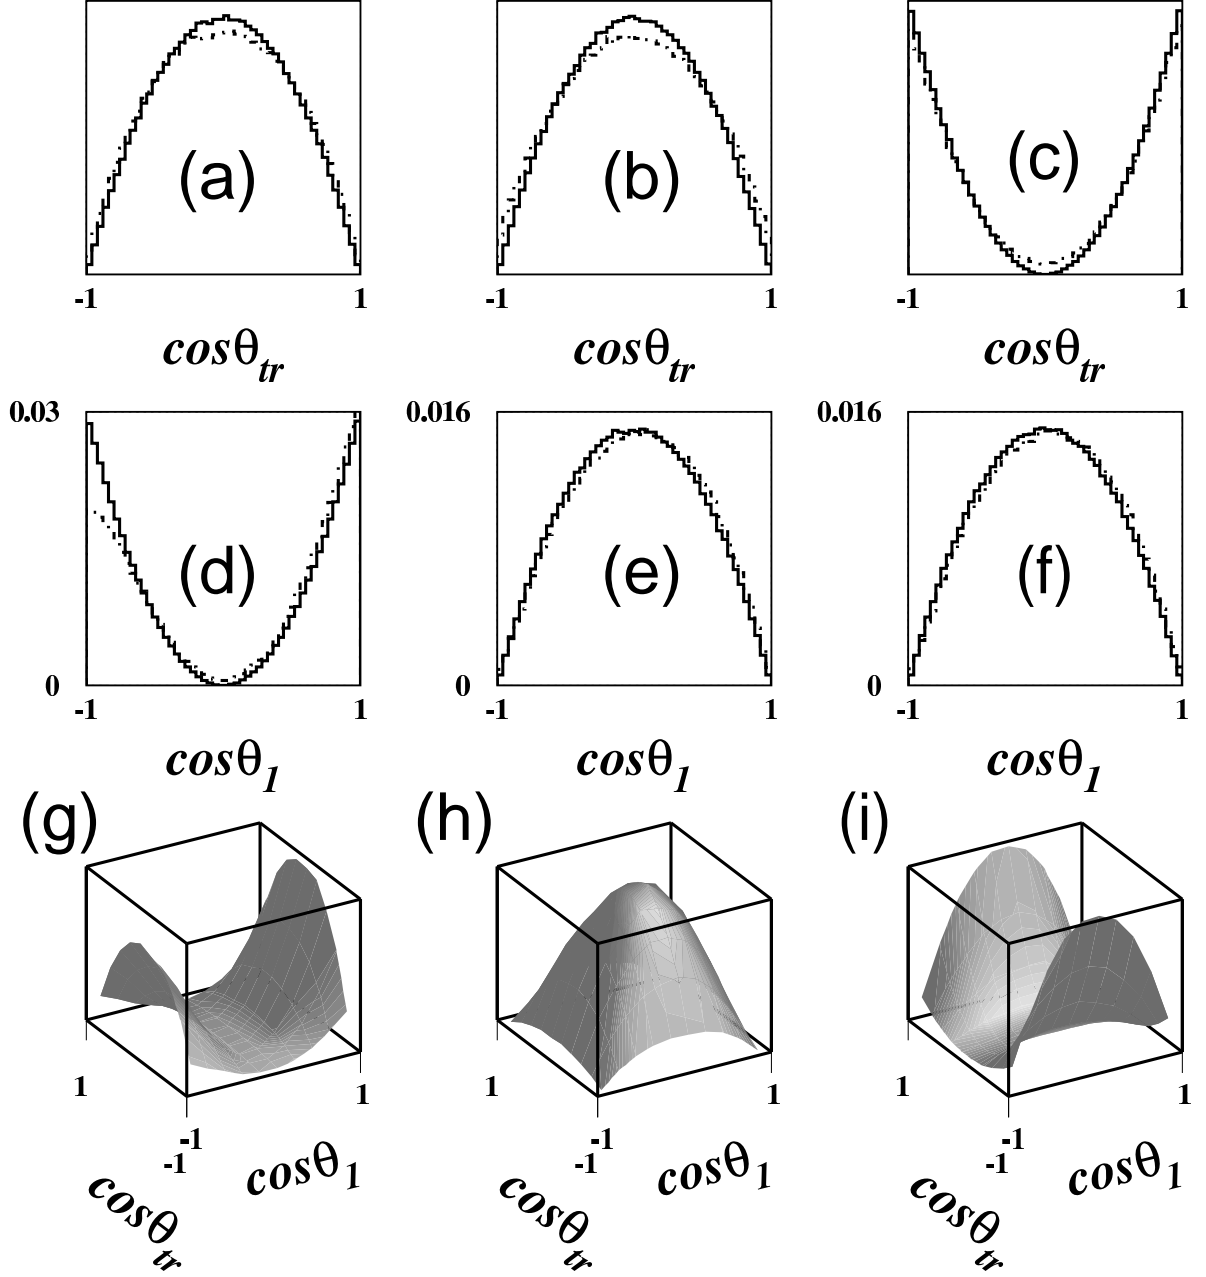 (a) (b) (c)
-1 1 -1 1 -1 1
cosθtr cosθtr cosθtr
0.03 0.016 0.016
(d) (e) (f)
0 0 0
-1 1 -1 1 -1 1
cosθ1 cosθ1 cosθ1
(g) (h) (i)
1 1 1 1 1 1
-1 -1 -1
-1 -1 -1
cosθ1 cosθ1 cosθ1
cosθtr cosθtr cosθtr